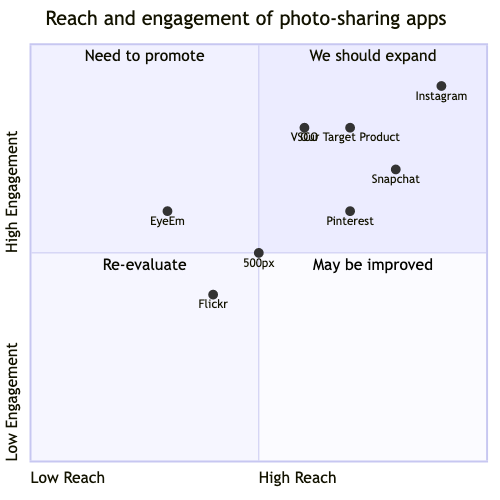 Reach and engagement of photo-sharing apps
Need to promote
We should expand
Instagram
VSCO
Our Target Product
Snapchat
EyeEm
Pinterest
High Engagement
500px
Re-evaluate
May be improved
Flickr
Low Engagement
Low Reach
High Reach